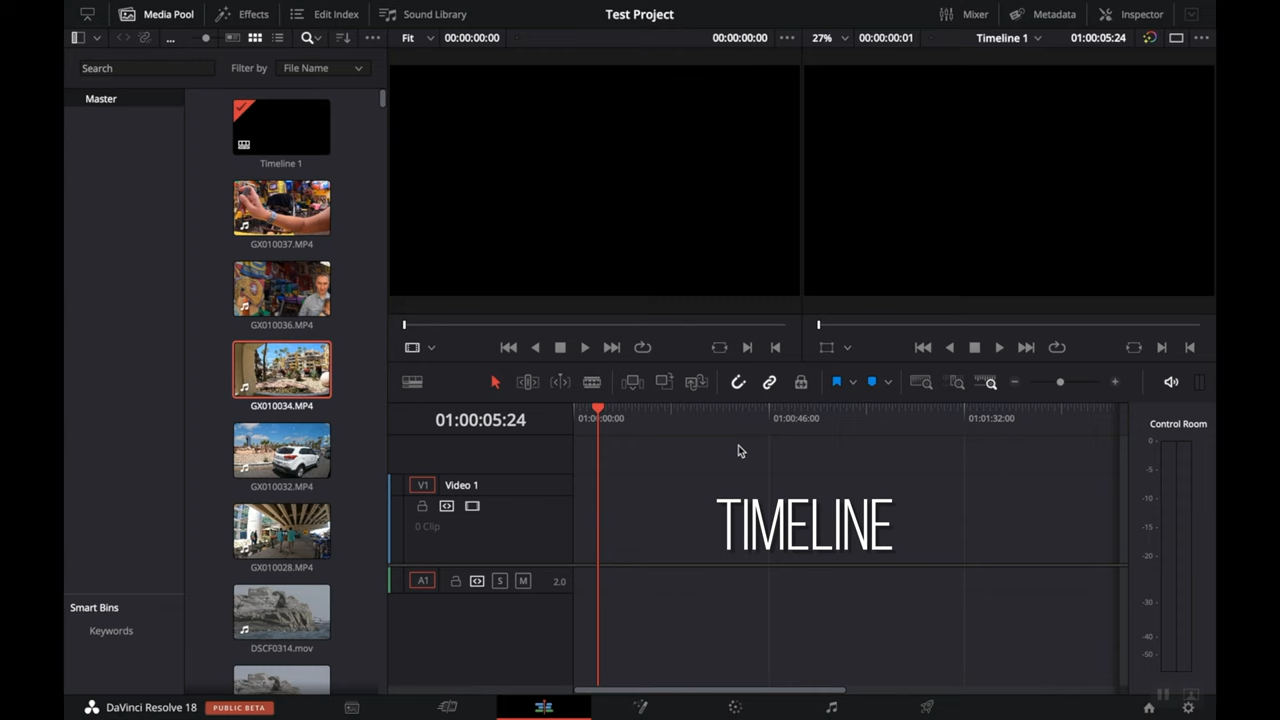 Media Pool Effects Edit Index Sound Library Test Project Mixer Metadata Inspector
... Fit 00:00:00:00 00:00:00:00 ... 27% 00:00:00:01 Timeline 1 01:00:05:24 ...
Search Filter by File Name
Master
Timeline 1
GX010037.MP4
GX010036.MP4
GX010034.MP4
GX010032.MP4
GX010028.MP4
DSCF0314.mov
Smart Bins
Keywords
01:00:05:24
01:00:00:00 01:00:46:00 01:01:32:00
V1 Video 1
0 Clip
A1 S M 2.0
TIMELINE
Control Room
0
-5
-10
-15
-20
-30
-40
-50
DaVinci Resolve 18 PUBLIC BETA